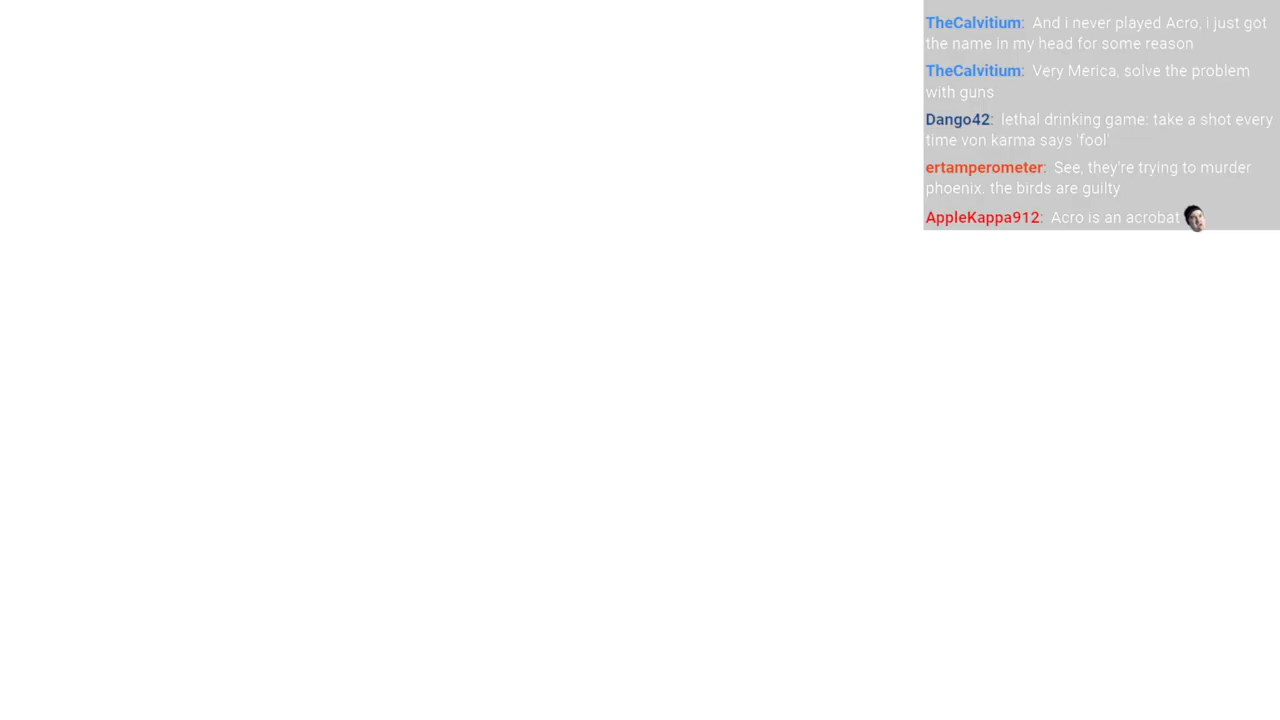 TheCalvitium: And i never played Acro, i just got
the name in my head for some reason
TheCalvitium: Very Merica, solve the problem
with guns
Dango42: lethal drinking game: take a shot every
time von karma says 'fool'
ertamperometer: See, they're trying to murder
phoenix. the birds are guilty
AppleKappa912: Acro is an acrobat